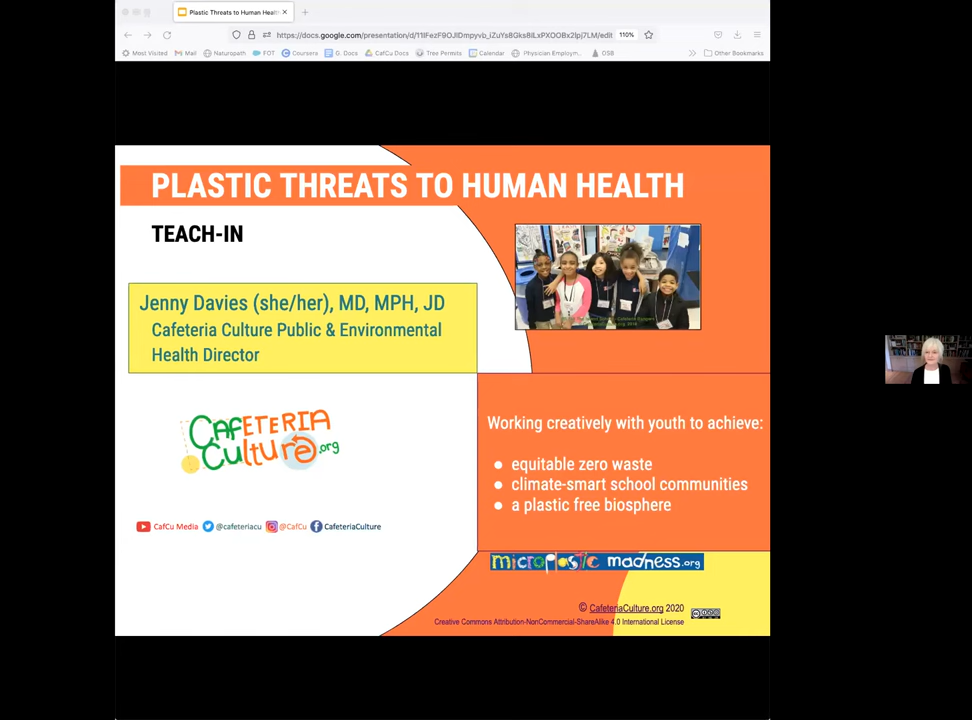 Plastic Threats to Human Healt
https://docs.google.com/presentation/d/
/edit
110%
Most Visited
Mail
Naturopath
FOT
Coursers
G. Docs
CafCu Docs
Tree Permits
Calendar
Physician Employm...
OSB
Other Bookmarks
PLASTIC THREATS TO HUMAN HEALTH
TEACH-IN
Jenny Davies (she/her), MD, MPH, JD
Cafeteria Culture Public & Environmental
Health Director
CafETERIA
Culture.org
CafCu Media @cafeteriacu @CafCu CafeteriaCulture
Working creatively with youth to achieve:
● equitable zero waste
● climate-smart school communities
● a plastic free biosphere
microplastic madness.org
© CafeteriaCulture.org 2020
Creative Commons Attribution-NonCommercial-ShareAlike 4.0 International License